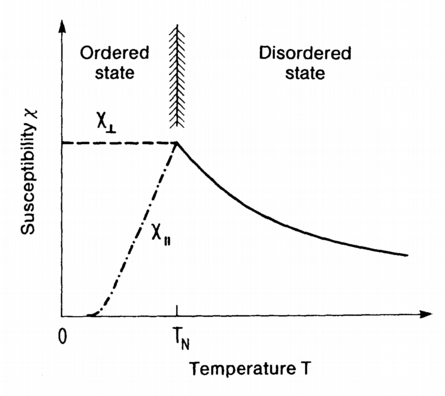 Ordered
state
Disordered
state
χ⊥
Susceptibility χ
χ∥
0
T_N
Temperature T